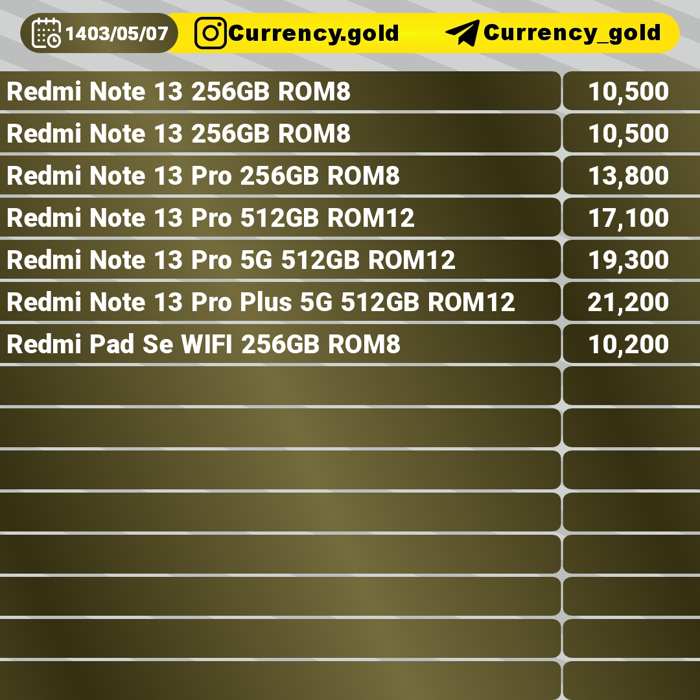 1403/05/07 Currency.gold Currency_gold
Redmi Note 13 256GB ROM8 10,500
Redmi Note 13 256GB ROM8 10,500
Redmi Note 13 Pro 256GB ROM8 13,800
Redmi Note 13 Pro 512GB ROM12 17,100
Redmi Note 13 Pro 5G 512GB ROM12 19,300
Redmi Note 13 Pro Plus 5G 512GB ROM12 21,200
Redmi Pad Se WIFI 256GB ROM8 10,200